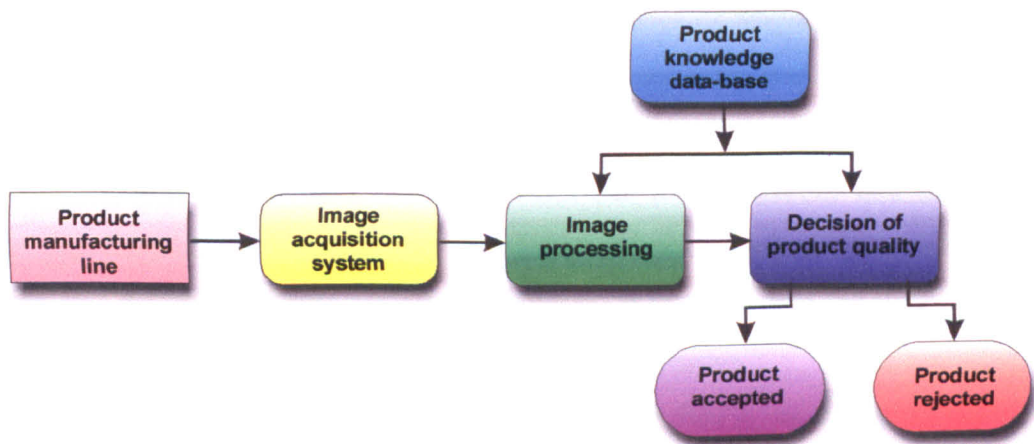 Product
knowledge
data-base
Product
manufacturing
line
Image
acquisition
system
Image
processing
Decision of
product quality
Product
accepted
Product
rejected